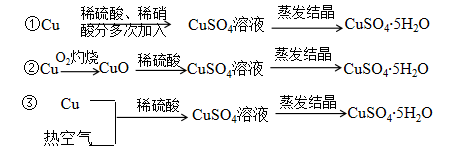 ①Cu 稀硫酸、稀硝酸分多次加入 CuSO₄溶液 蒸发结晶 CuSO₄·5H₂O
②Cu O₂灼烧 CuO 稀硫酸 CuSO₄溶液 蒸发结晶 CuSO₄·5H₂O
③ Cu
稀硫酸 CuSO₄溶液 蒸发结晶 CuSO₄·5H₂O
热空气